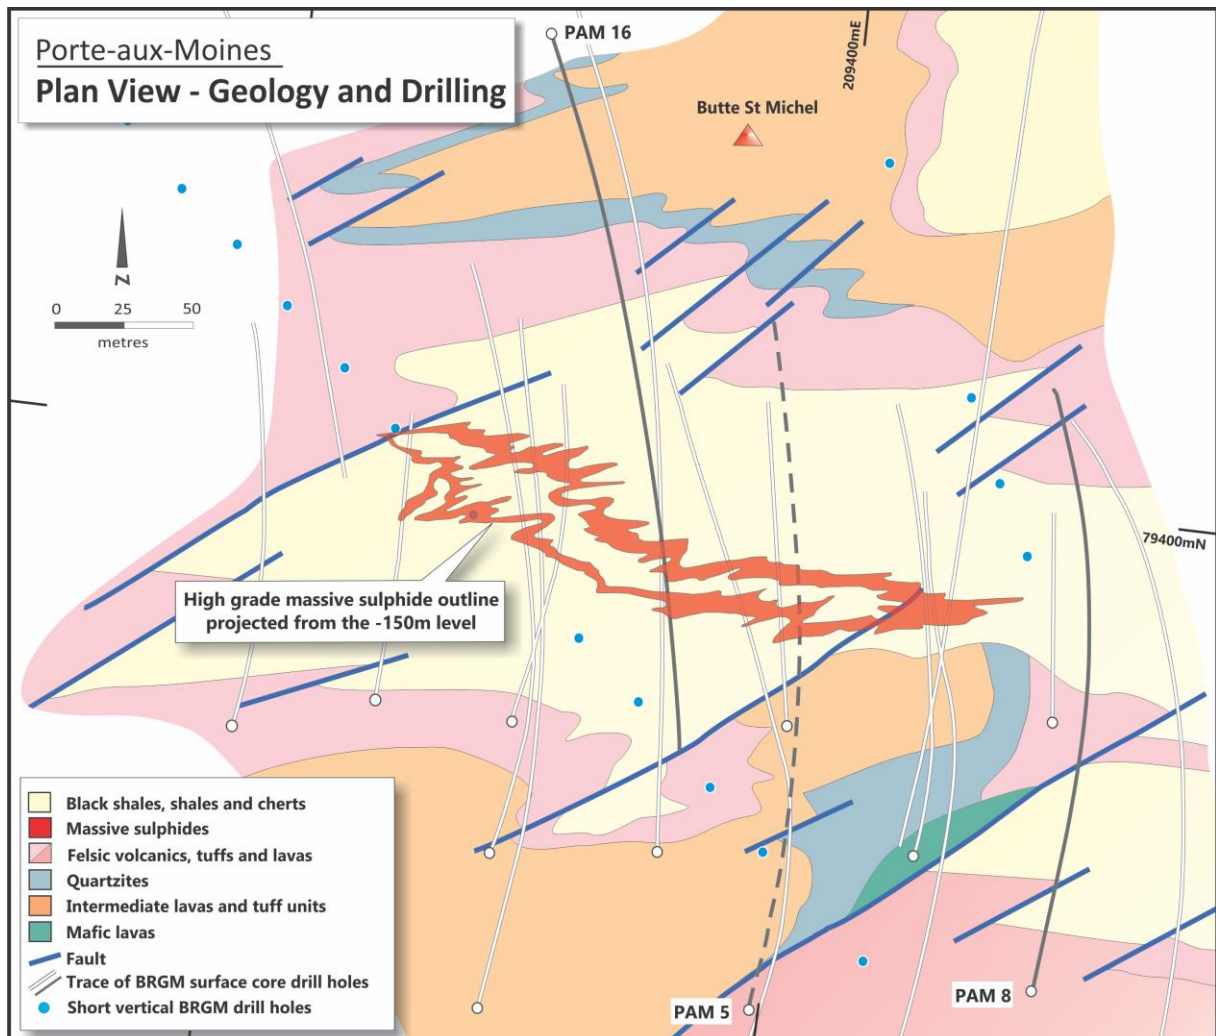 Porte-aux-Moines
Plan View - Geology and Drilling
PAM 16
209400mE
Butte St Michel
N
0 25 50
metres
79400mN
High grade massive sulphide outline
projected from the -150m level
Black shales, shales and cherts
Massive sulphides
Felsic volcanics, tuffs and lavas
Quartzites
Intermediate lavas and tuff units
Mafic lavas
Fault
Trace of BRGM surface core drill holes
Short vertical BRGM drill holes
PAM 5
PAM 8